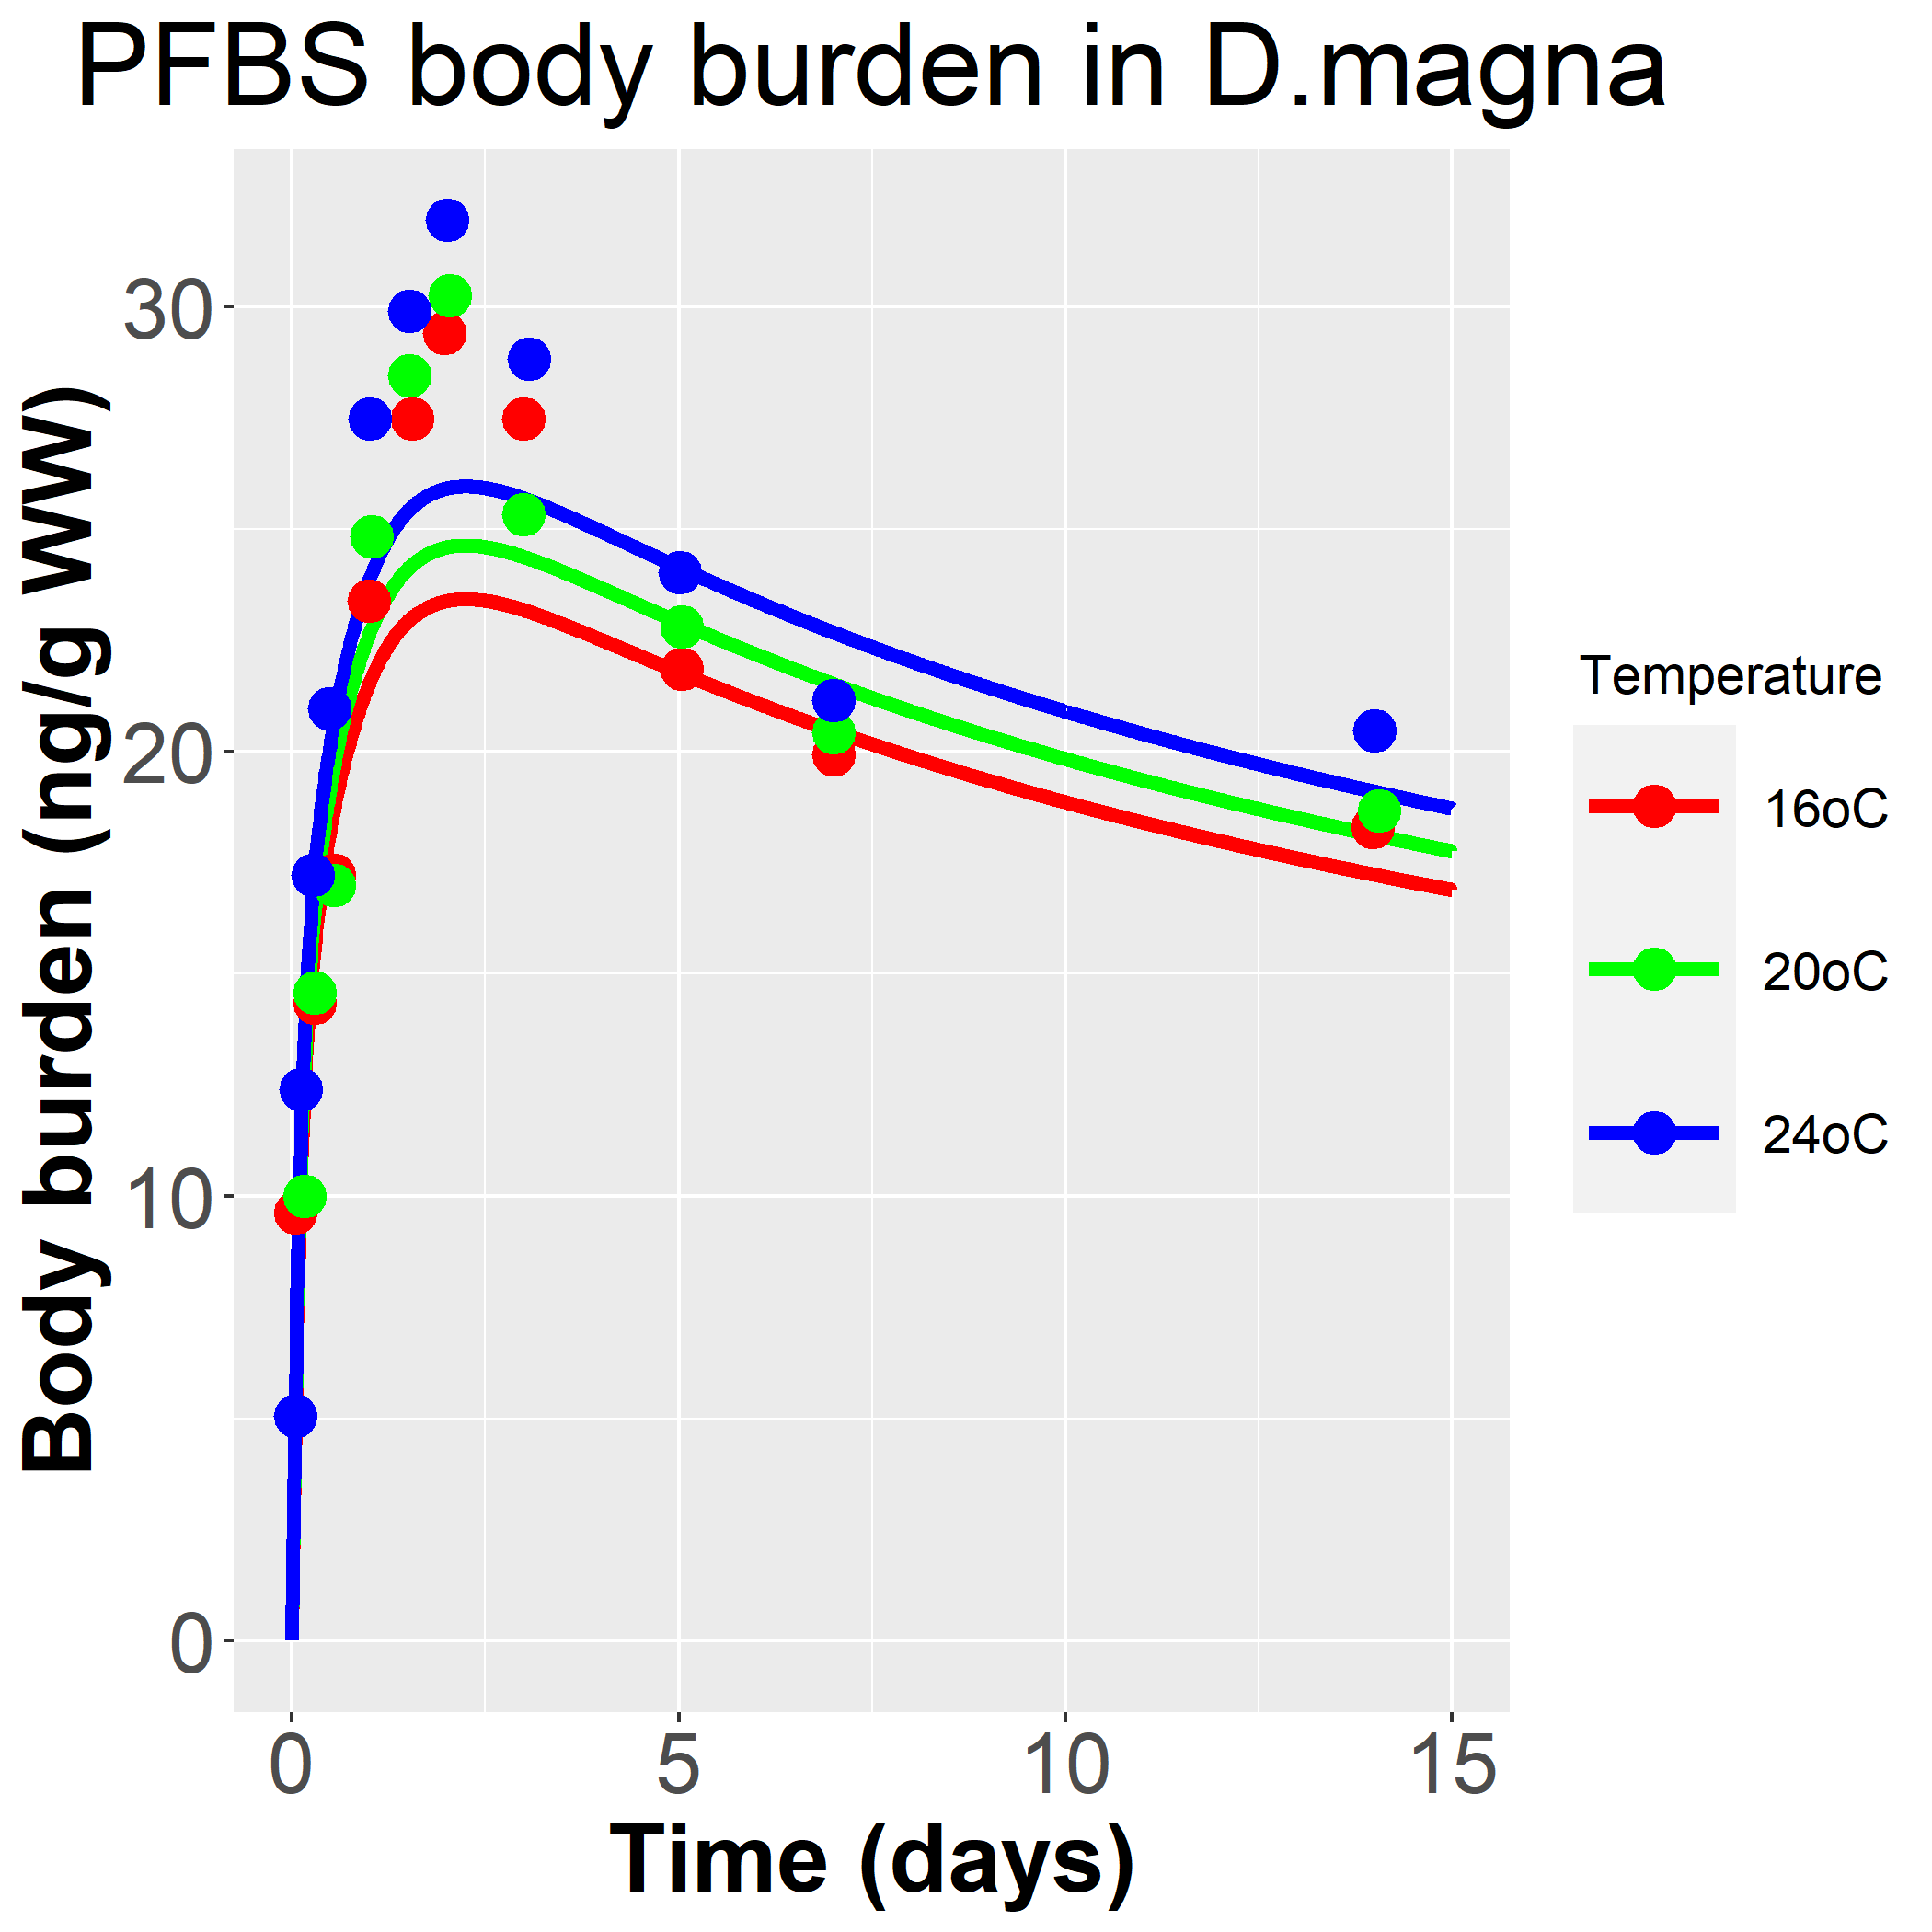 PFBS body burden in D.magna
Body burden (ng/g WW)
30
20
10
0
0 5 10 15
Time (days)
Temperature
16oC
20oC
24oC